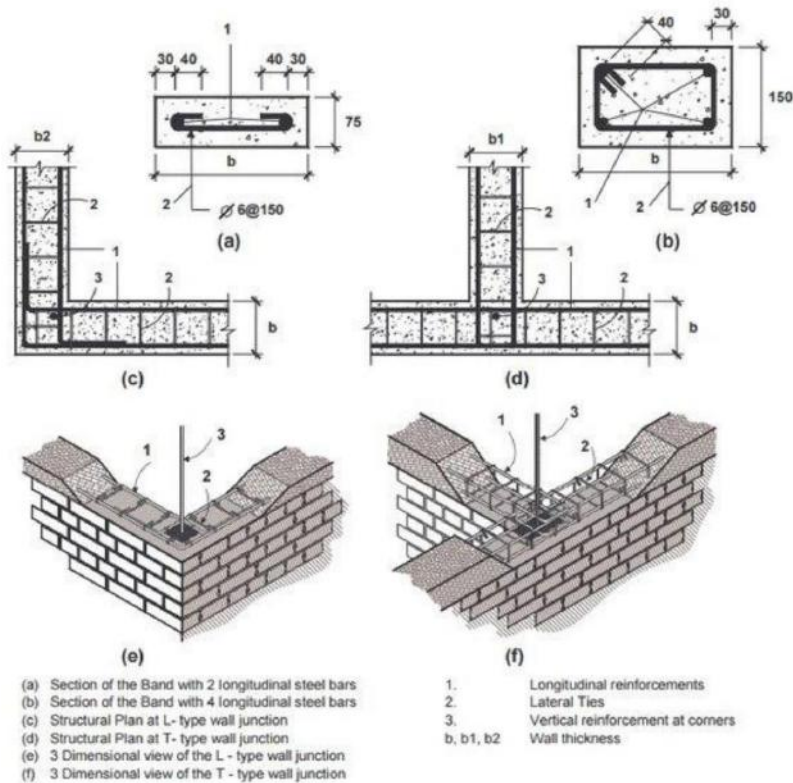 1
30 40 40 30
75
b
2
Ø 6@150
(a)
40
30
150
b
1
2
Ø 6@150
(b)
b2
2
1
3
2
b
(c)
b1
2
1
3
2
b
(d)
1
3
2
(e)
1
3
2
(f)
(a) Section of the Band with 2 longitudinal steel bars
(b) Section of the Band with 4 longitudinal steel bars
(c) Structural Plan at L- type wall junction
(d) Structural Plan at T- type wall junction
(e) 3 Dimensional view of the L - type wall junction
(f) 3 Dimensional view of the T - type wall junction
1. Longitudinal reinforcements
2. Lateral Ties
3. Vertical reinforcement at corners
b, b1, b2 Wall thickness